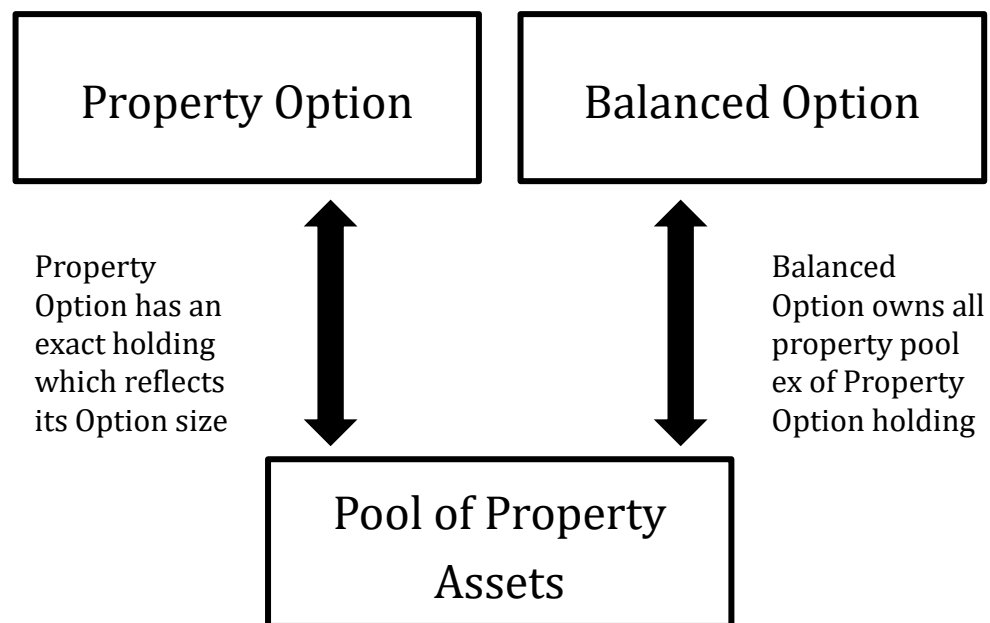 Property Option
Balanced Option
Property
Option has an
exact holding
which reflects
its Option size
Balanced
Option owns all
property pool
ex of Property
Option holding
Pool of Property
Assets